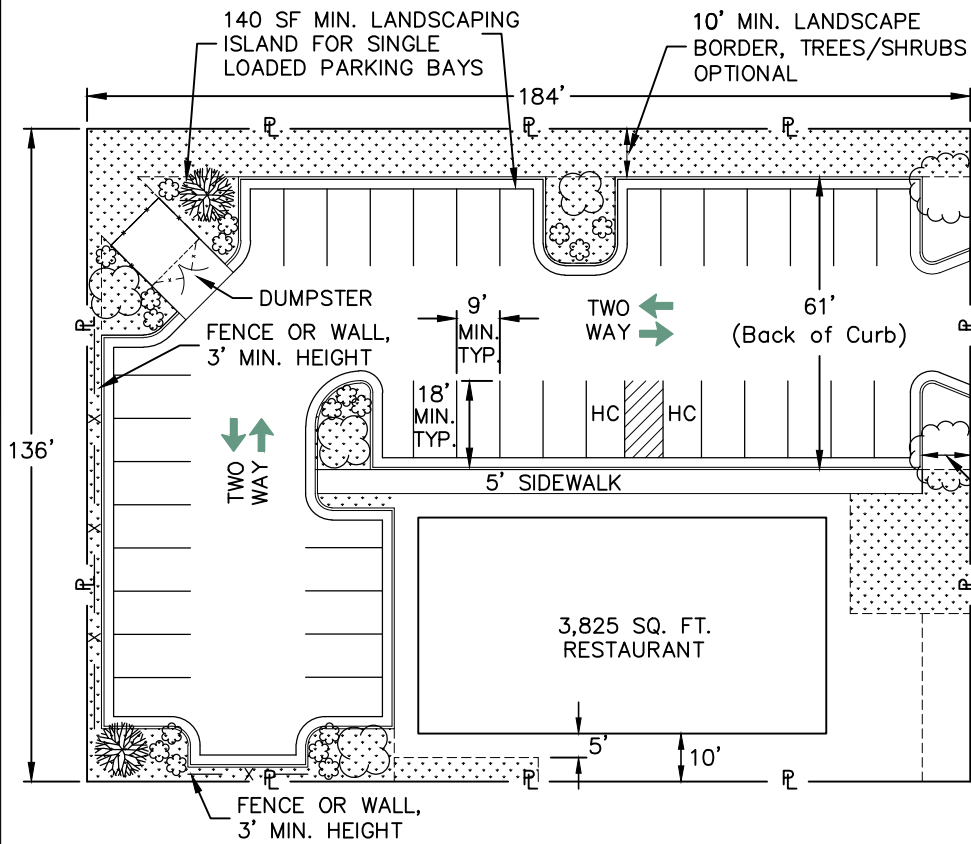 140 SF MIN. LANDSCAPING
ISLAND FOR SINGLE
LOADED PARKING BAYS
10' MIN. LANDSCAPE
BORDER, TREES/SHRUBS
OPTIONAL
184'
PL
PL
PL
DUMPSTER
9'
MIN.
TYP.
TWO
WAY
61'
(Back of Curb)
PL
PL
FENCE OR WALL,
3' MIN. HEIGHT
18'
MIN.
TYP.
HC
HC
136'
TWO
WAY
5' SIDEWALK
X
X
PL
PL
3,825 SQ. FT.
RESTAURANT
X
5'
10'
X
PL
PL
PL
FENCE OR WALL,
3' MIN. HEIGHT